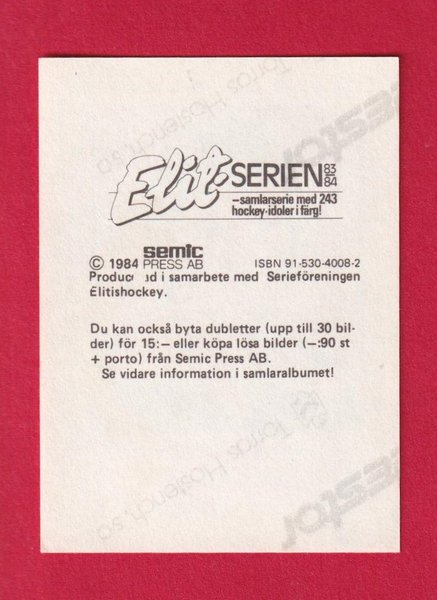 Elit-SERIEN 83 84
–samlarserie med 243
hockey-idoler i färg!
semic
© 1984 PRESS AB ISBN 91-530-4008-2
i samarbete med Serieföreningen
Elitishockey.
Du kan också byta dubletter (upp till 30 bil-
der) för 15:– eller köpa lösa bilder (–:90 st
+ porto) från Semic Press AB.
Se vidare information i samlaralbumet!